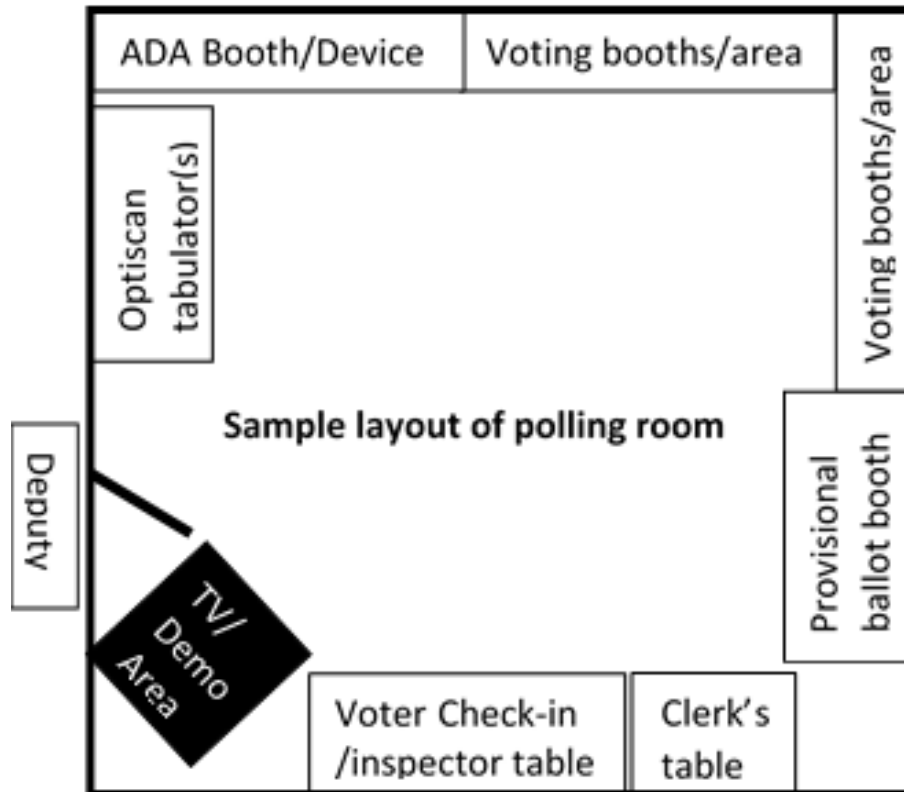 ADA Booth/Device
Voting booths/area
Voting booths/area
Optiscan
tabulator(s)
Sample layout of polling room
Deputy
Provisional
ballot booth
TV/
Demo
Area
Voter Check-in
/inspector table
Clerk’s
table